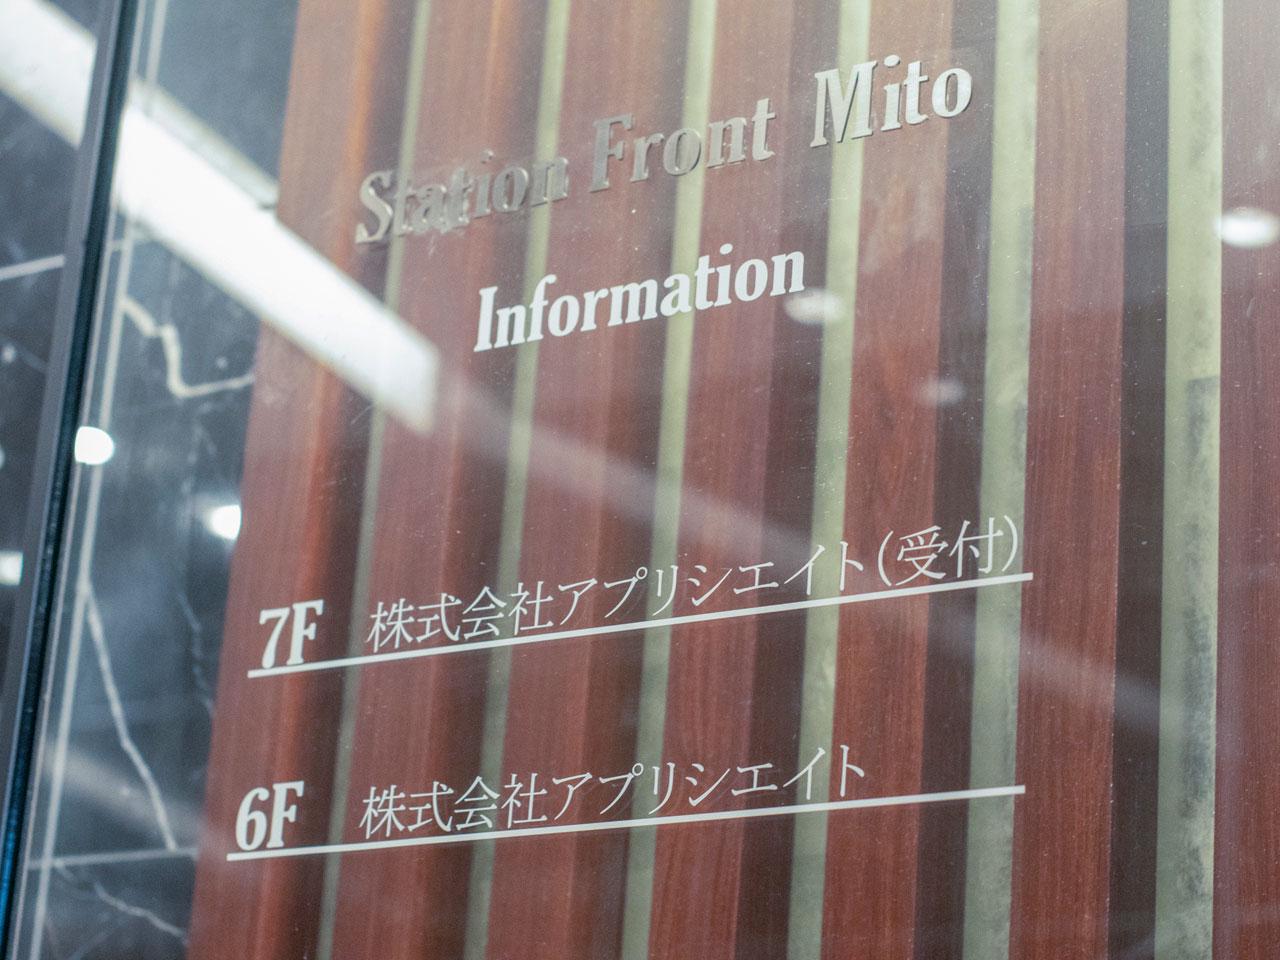 Station Front Mito
Information
7F 株式会社アプリシエイト(受付)
6F 株式会社アプリシエイト